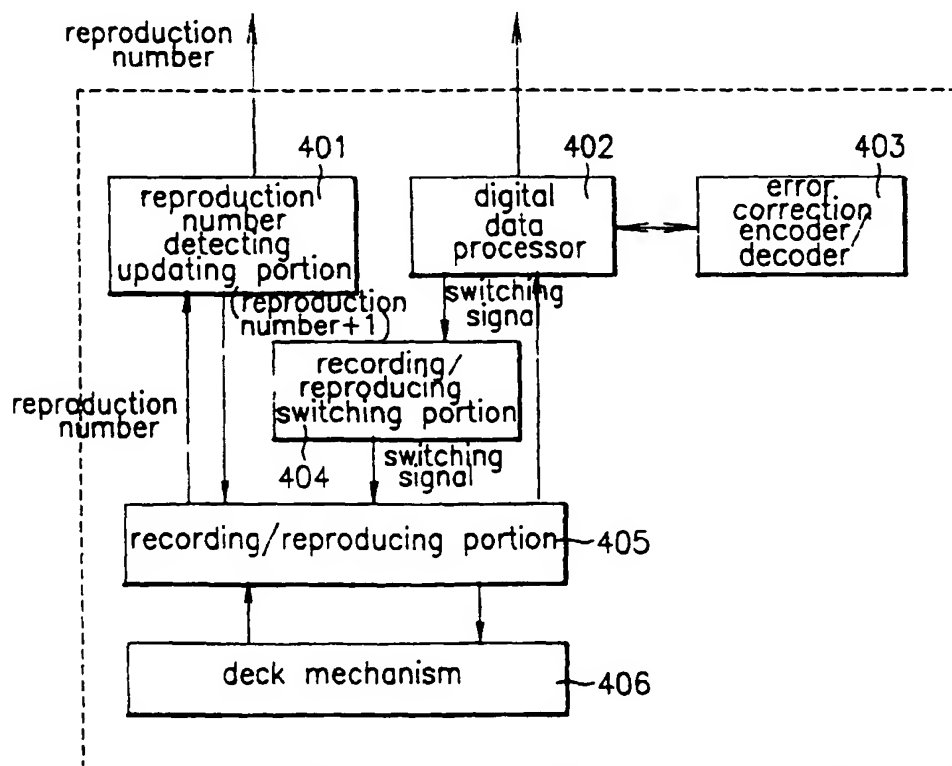 reproduction
number
401
402
403
reproduction
number
detecting
updating portion
digital
data
processor
error
correction
encoder/
decoder
(reproduction
number+1)
switching
signal
recording/
reproducing
switching portion
reproduction
number
404
switching
signal
recording/reproducing portion
405
deck mechanism
406